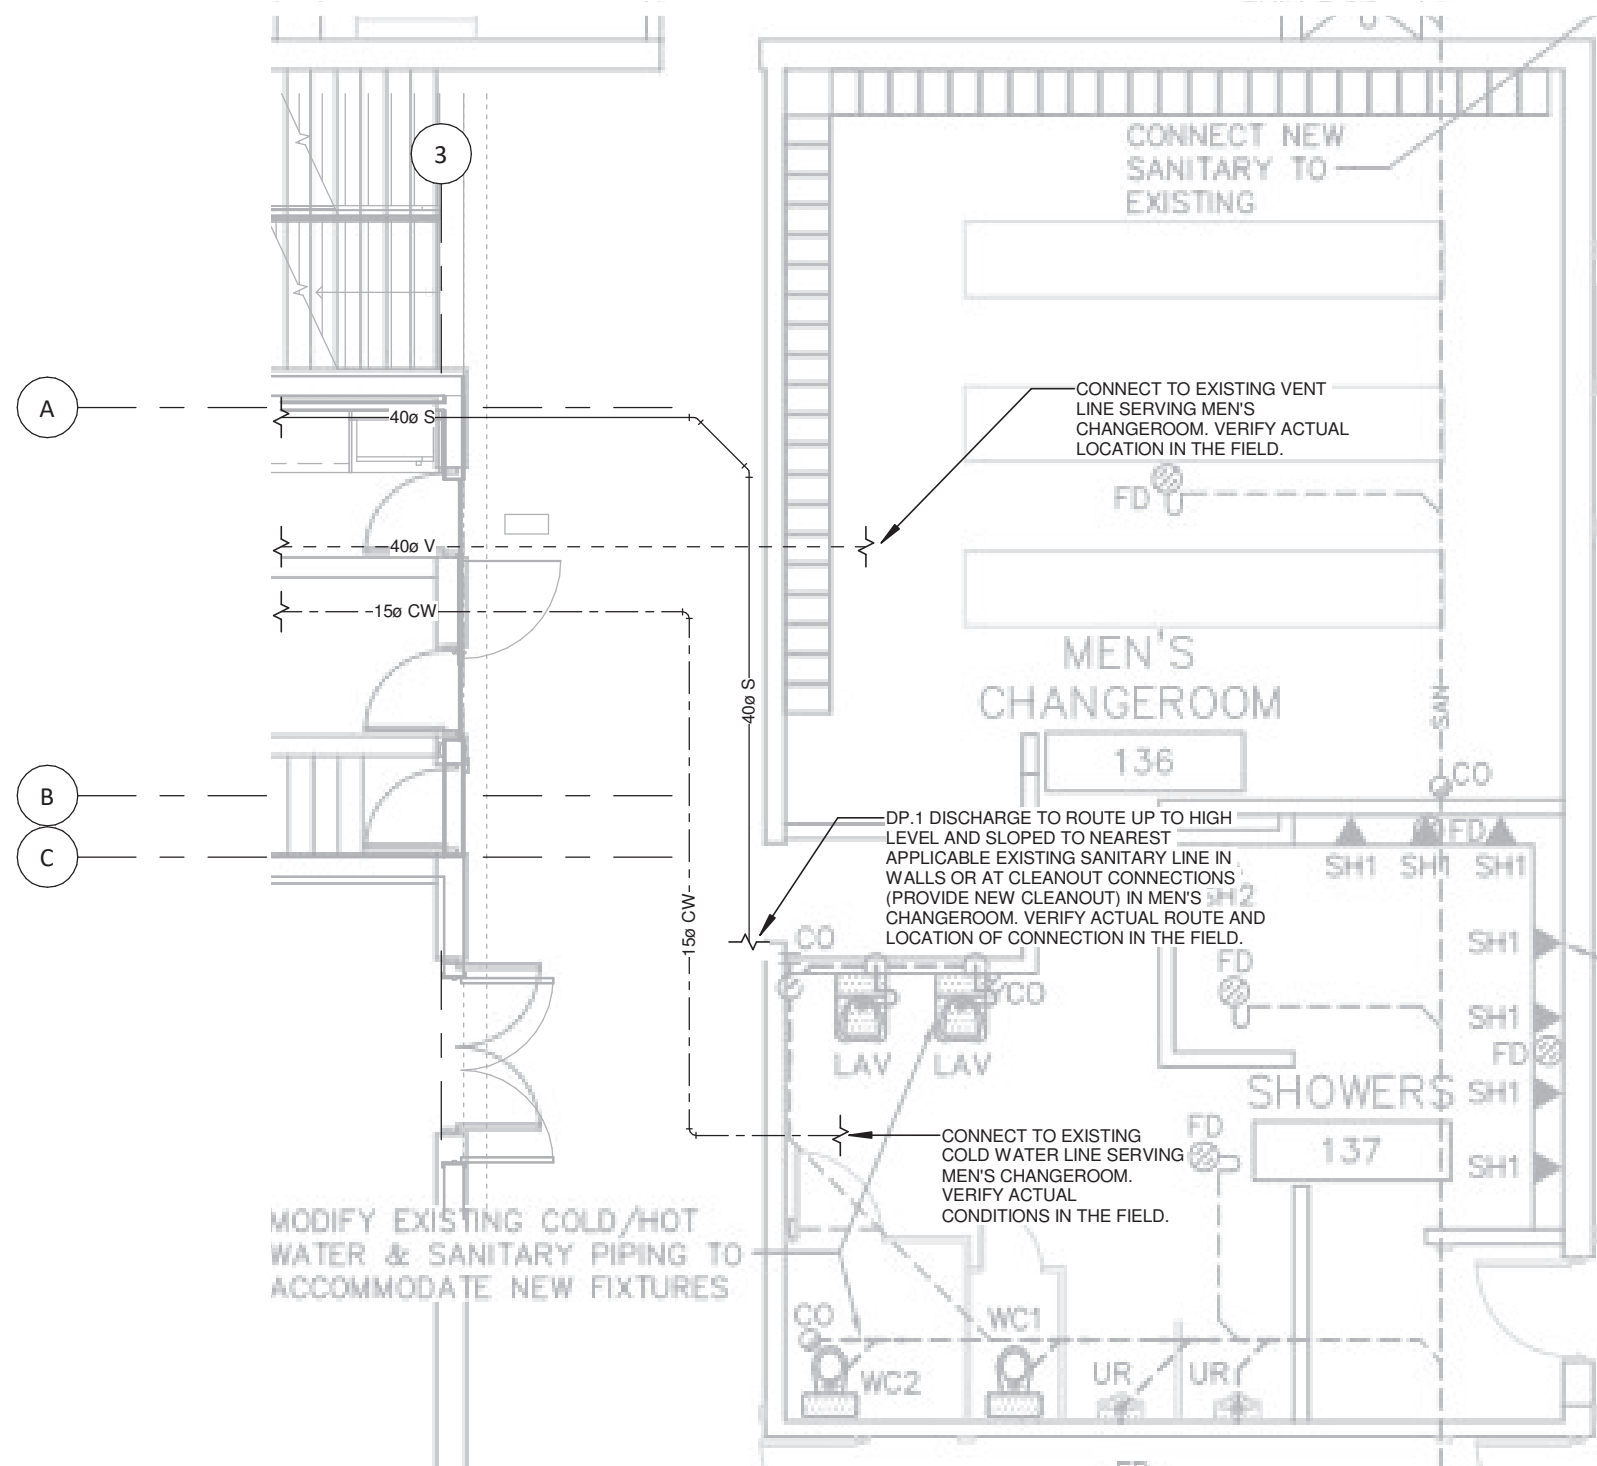 3
CONNECT NEW
SANITARY TO
EXISTING
A
40ø S
CONNECT TO EXISTING VENT
LINE SERVING MEN'S
CHANGEROOM. VERIFY ACTUAL
LOCATION IN THE FIELD.
FD
40ø V
15ø CW
MEN'S
CHANGEROOM
136
40ø S
SAN
CO
B
C
DP.1 DISCHARGE TO ROUTE UP TO HIGH
LEVEL AND SLOPED TO NEAREST
APPLICABLE EXISTING SANITARY LINE IN
WALLS OR AT CLEANOUT CONNECTIONS
(PROVIDE NEW CLEANOUT) IN MEN'S
CHANGEROOM. VERIFY ACTUAL ROUTE AND
LOCATION OF CONNECTION IN THE FIELD.
FD
SH1
SH1
SH1
SH2
15ø CW
CO
SH1
FD
CO
SH1
FD
LAV
LAV
SHOWERS
SH1
137
FD
SH1
CONNECT TO EXISTING
COLD WATER LINE SERVING
MEN'S CHANGEROOM.
VERIFY ACTUAL
CONDITIONS IN THE FIELD.
MODIFY EXISTING COLD/HOT
WATER & SANITARY PIPING TO
ACCOMMODATE NEW FIXTURES
CO
WC1
WC2
UR
UR